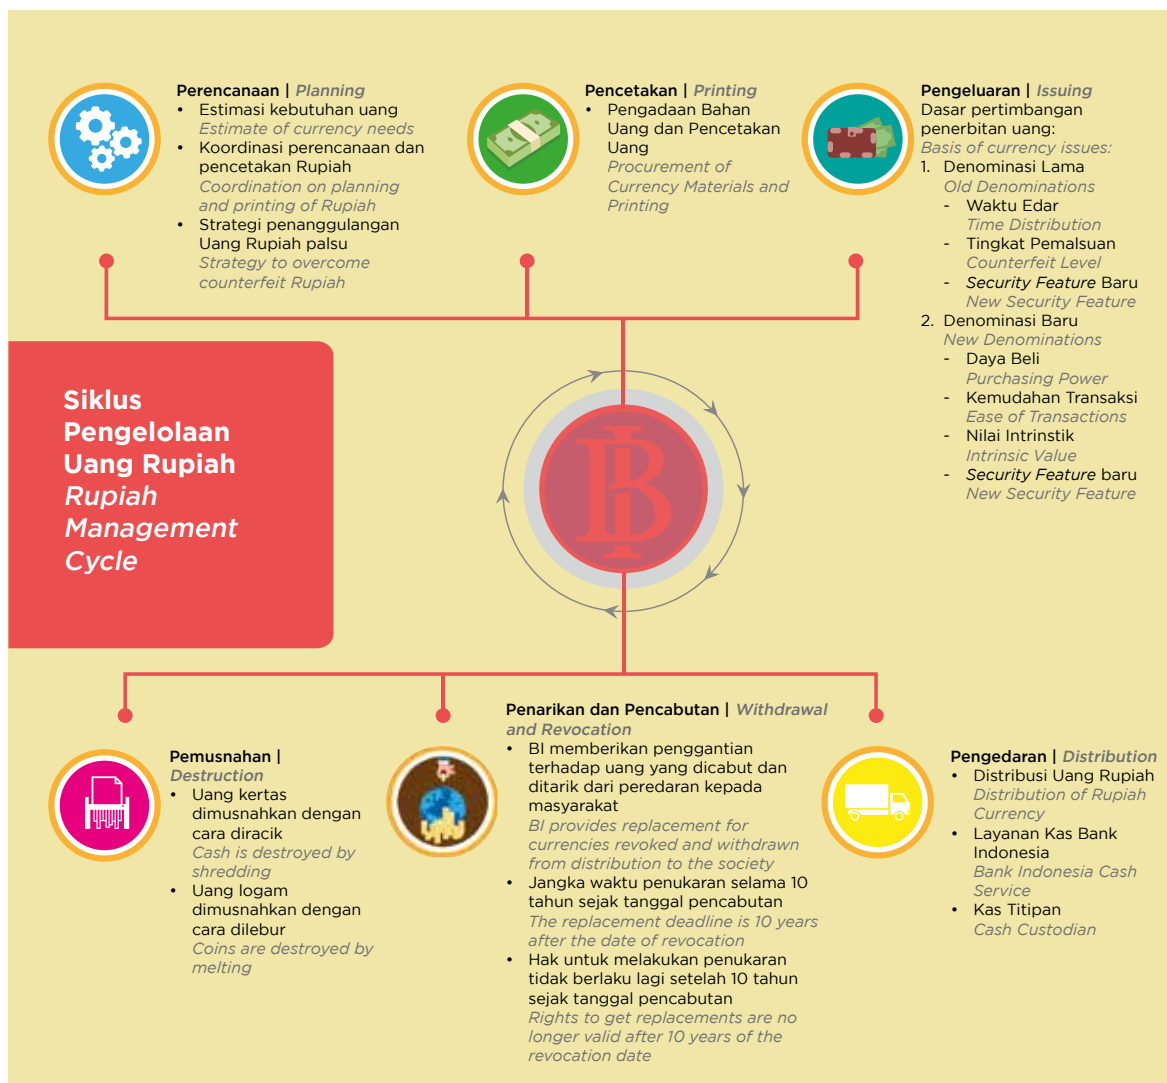 Perencanaan | Planning
• Estimasi kebutuhan uang
Estimate of currency needs
• Koordinasi perencanaan dan
pencetakan Rupiah
Coordination on planning
and printing of Rupiah
• Strategi penanggulangan
Uang Rupiah palsu
Strategy to overcome
counterfeit Rupiah
Pencetakan | Printing
• Pengadaan Bahan
Uang dan Pencetakan
Uang
Procurement of
Currency Materials and
Printing
Pengeluaran | Issuing
Dasar pertimbangan
penerbitan uang:
Basis of currency issues:
1. Denominasi Lama
Old Denominations
- Waktu Edar
Time Distribution
- Tingkat Pemalsuan
Counterfeit Level
- Security Feature Baru
New Security Feature
2. Denominasi Baru
New Denominations
- Daya Beli
Purchasing Power
- Kemudahan Transaksi
Ease of Transactions
- Nilai Intrinstik
Intrinsic Value
- Security Feature baru
New Security Feature
Siklus
Pengelolaan
Uang Rupiah
Rupiah
Management
Cycle
BI
Pemusnahan |
Destruction
• Uang kertas
dimusnahkan dengan
cara diracik
Cash is destroyed by
shredding
• Uang logam
dimusnahkan dengan
cara dilebur
Coins are destroyed by
melting
Penarikan dan Pencabutan | Withdrawal
and Revocation
• BI memberikan penggantian
terhadap uang yang dicabut dan
ditarik dari peredaran kepada
masyarakat
BI provides replacement for
currencies revoked and withdrawn
from distribution to the society
• Jangka waktu penukaran selama 10
tahun sejak tanggal pencabutan
The replacement deadline is 10 years
after the date of revocation
• Hak untuk melakukan penukaran
tidak berlaku lagi setelah 10 tahun
sejak tanggal pencabutan
Rights to get replacements are no
longer valid after 10 years of the
revocation date
Pengedaran | Distribution
• Distribusi Uang Rupiah
Distribution of Rupiah
Currency
• Layanan Kas Bank
Indonesia
Bank Indonesia Cash
Service
• Kas Titipan
Cash Custodian